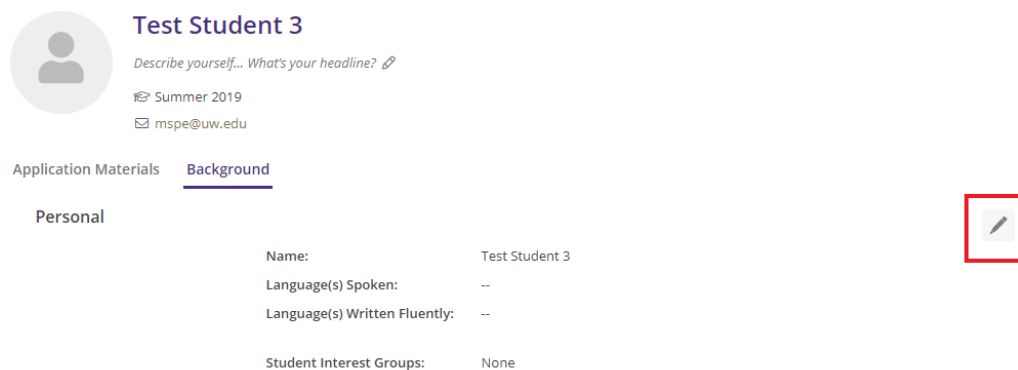 Test Student 3
Describe yourself... What's your headline?
Summer 2019
mspe@uw.edu
Application Materials Background
Personal
Name: Test Student 3
Language(s) Spoken: --
Language(s) Written Fluently: --
Student Interest Groups: None